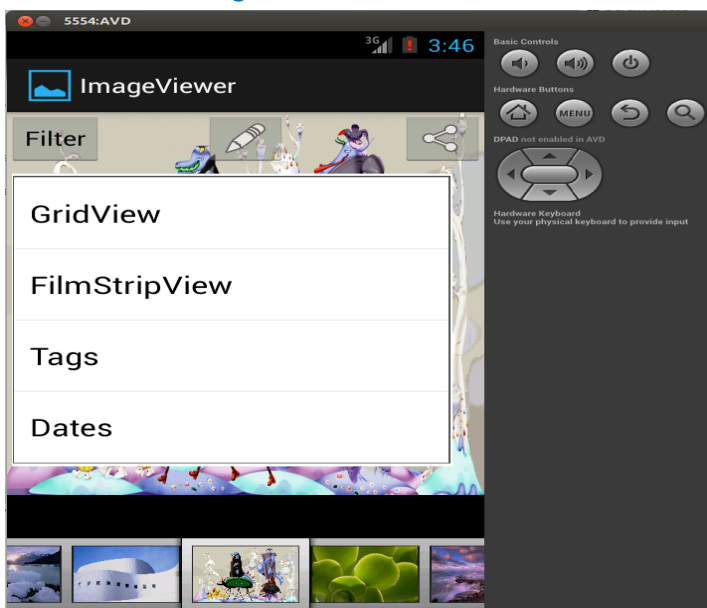 5554:AVD
3G 3:46
Basic Controls
ImageViewer
Hardware Buttons
MENU
Filter
DPAD not enabled in AVD
GridView
Hardware Keyboard
Use your physical keyboard to provide input
FilmStripView
Tags
Dates